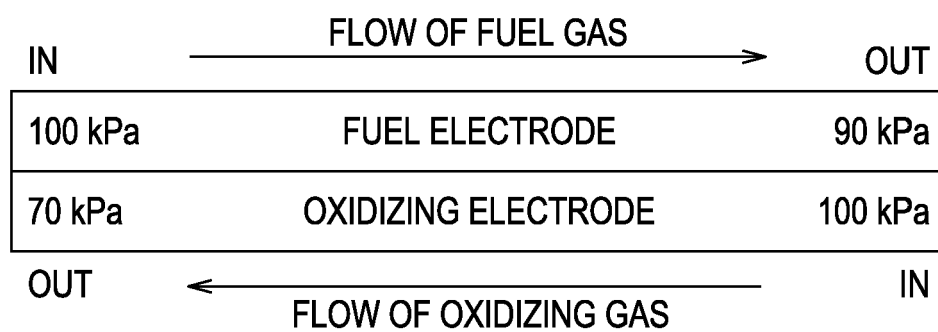 FLOW OF FUEL GAS
IN OUT
100 kPa FUEL ELECTRODE 90 kPa
70 kPa OXIDIZING ELECTRODE 100 kPa
OUT IN
FLOW OF OXIDIZING GAS